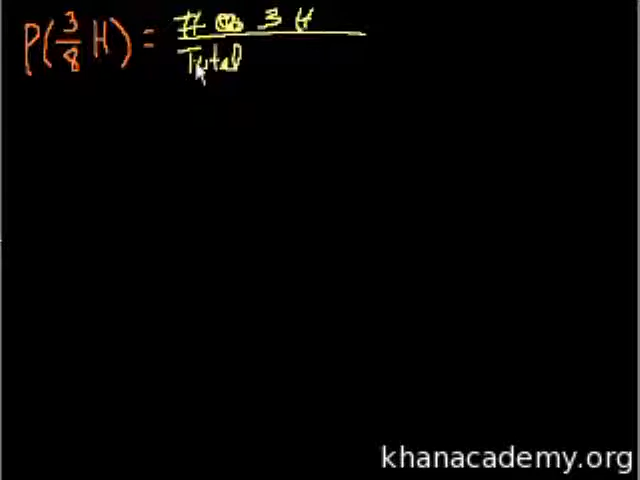 P(3/8 H) = # 3 H / Total
khanacademy.org